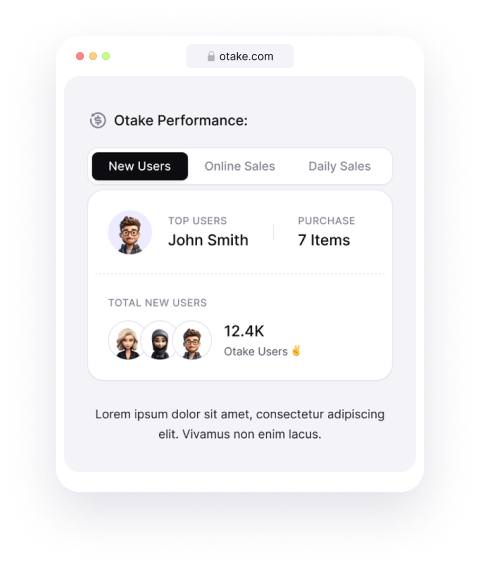 otake.com
Otake Performance:
New Users
Online Sales
Daily Sales
TOP USERS
John Smith
PURCHASE
7 Items
TOTAL NEW USERS
12.4K
Otake Users ✌️
Lorem ipsum dolor sit amet, consectetur adipiscing
elit. Vivamus non enim lacus.